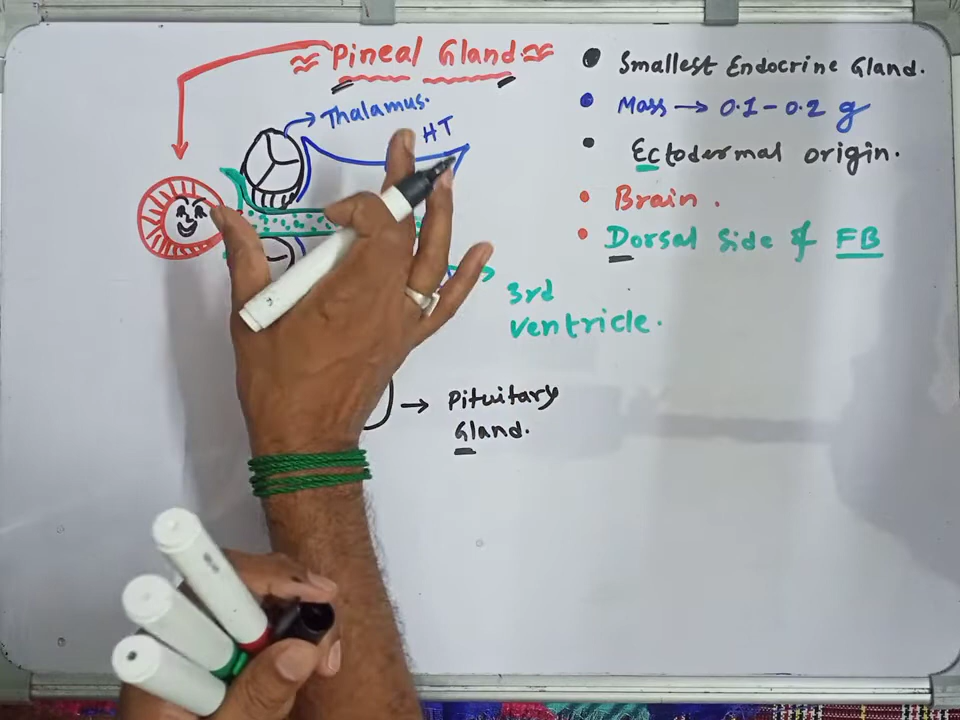 Pineal Gland
Thalamus.
HT
3rd
ventricle.
Pituitary
Gland.
Smallest Endocrine Gland.
Mass → 0.1 - 0.2 g
Ectodermal origin.
Brain.
Dorsal side of FB